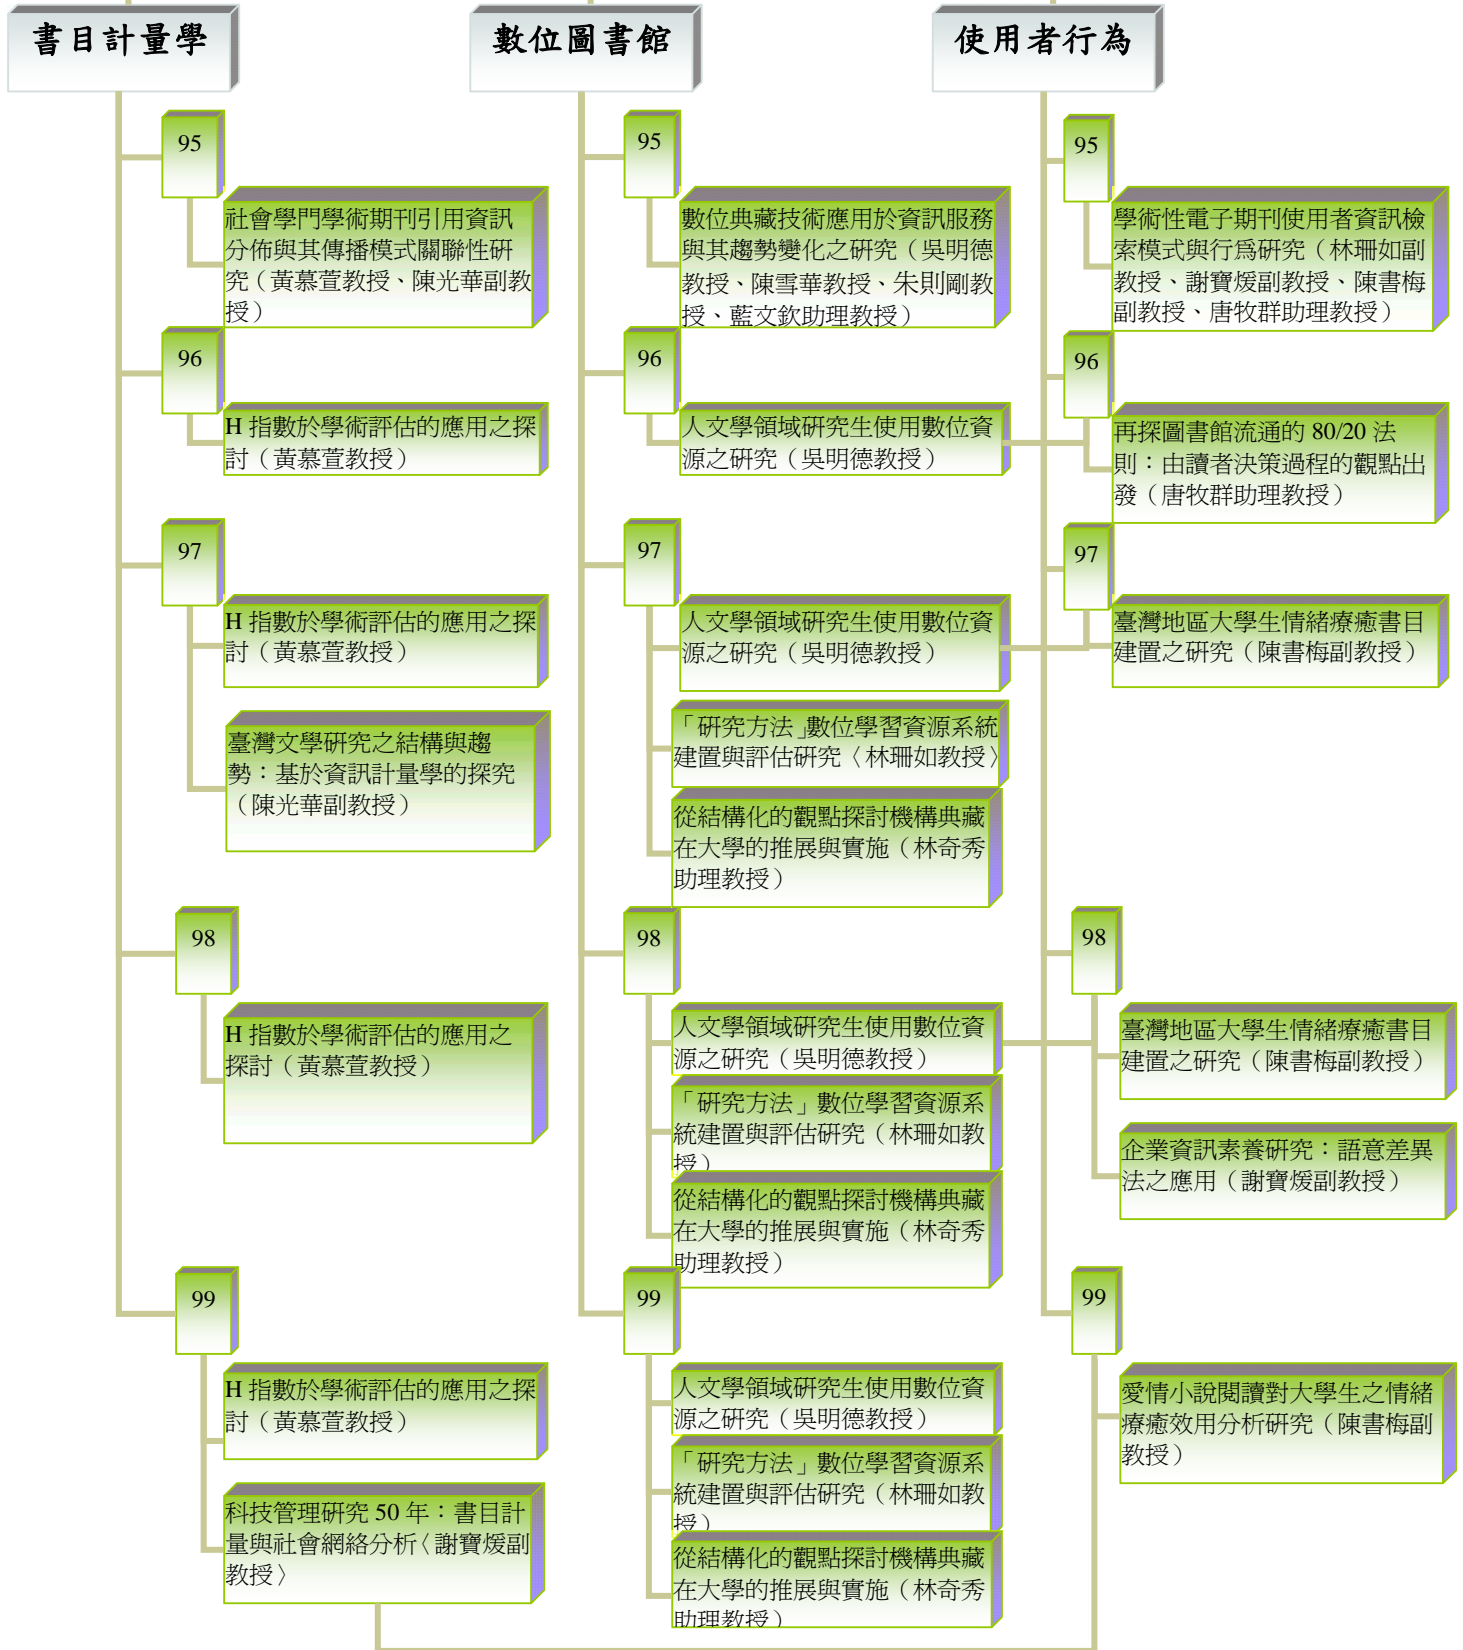 書目計量學
95
社會學門學術期刊引用資訊
分佈與其傳播模式關聯性研
究（黃慕萱教授、陳光華副教
授）
96
H 指數於學術評估的應用之探
討（黃慕萱教授）
97
H 指數於學術評估的應用之探
討（黃慕萱教授）
臺灣文學研究之結構與趨
勢：基於資訊計量學的探究
（陳光華副教授）
98
H 指數於學術評估的應用之
探討（黃慕萱教授）
99
H 指數於學術評估的應用之探
討（黃慕萱教授）
科技管理研究 50 年：書目計
量與社會網絡分析〈謝寶煖副
教授〉
數位圖書館
95
數位典藏技術應用於資訊服務
與其趨勢變化之研究（吳明德
教授、陳雪華教授、朱則剛教
授、藍文欽助理教授）
96
人文學領域研究生使用數位資
源之研究（吳明德教授）
97
人文學領域研究生使用數位資
源之研究（吳明德教授）
「研究方法」數位學習資源系統
建置與評估研究〈林珊如教授〉
從結構化的觀點探討機構典藏
在大學的推展與實施（林奇秀
助理教授）
98
人文學領域研究生使用數位資
源之研究（吳明德教授）
「研究方法」數位學習資源系
統建置與評估研究（林珊如教
授）
從結構化的觀點探討機構典藏
在大學的推展與實施（林奇秀
助理教授）
99
人文學領域研究生使用數位資
源之研究（吳明德教授）
「研究方法」數位學習資源系
統建置與評估研究（林珊如教
授）
從結構化的觀點探討機構典藏
在大學的推展與實施（林奇秀
助理教授）
使用者行為
95
學術性電子期刊使用者資訊檢
索模式與行為研究（林珊如副
教授、謝寶煖副教授、陳書梅
副教授、唐牧群助理教授）
96
再探圖書館流通的 80/20 法
則：由讀者決策過程的觀點出
發（唐牧群助理教授）
97
臺灣地區大學生情緒療癒書目
建置之研究（陳書梅副教授）
98
臺灣地區大學生情緒療癒書目
建置之研究（陳書梅副教授）
企業資訊素養研究：語意差異
法之應用（謝寶煖副教授）
99
愛情小說閱讀對大學生之情緒
療癒效用分析研究（陳書梅副
教授）